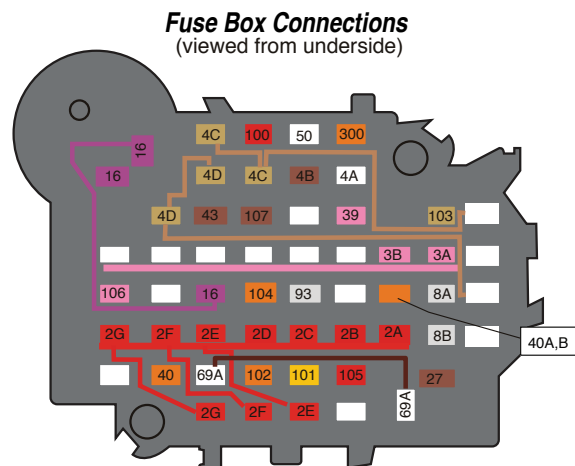 Fuse Box Connections
(viewed from underside)
4C 100 50 300
16
16 4D 4C 4B 4A
4D 43 107 39 103
3B 3A
106 16 104 93 8A
2G 2F 2E 2D 2C 2B 2A 8B
40A,B
40 69A 102 101 105 27
2G 2F 2E 69A